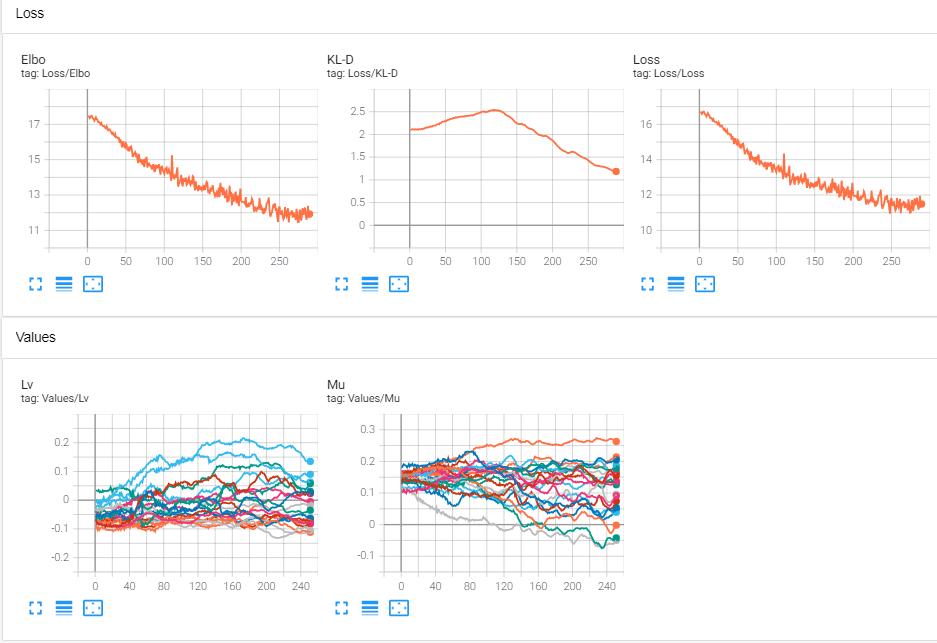 Loss
Elbo
tag: Loss/Elbo
17
15
13
11
0 50 100 150 200 250
KL-D
tag: Loss/KL-D
2.5
2
1.5
1
0.5
0
0 50 100 150 200 250
Loss
tag: Loss/Loss
16
14
12
10
0 50 100 150 200 250
Values
Lv
tag: Values/Lv
0.2
0.1
0
-0.1
-0.2
0 40 80 120 160 200 240
Mu
tag: Values/Mu
0.3
0.2
0.1
0
-0.1
0 40 80 120 160 200 240